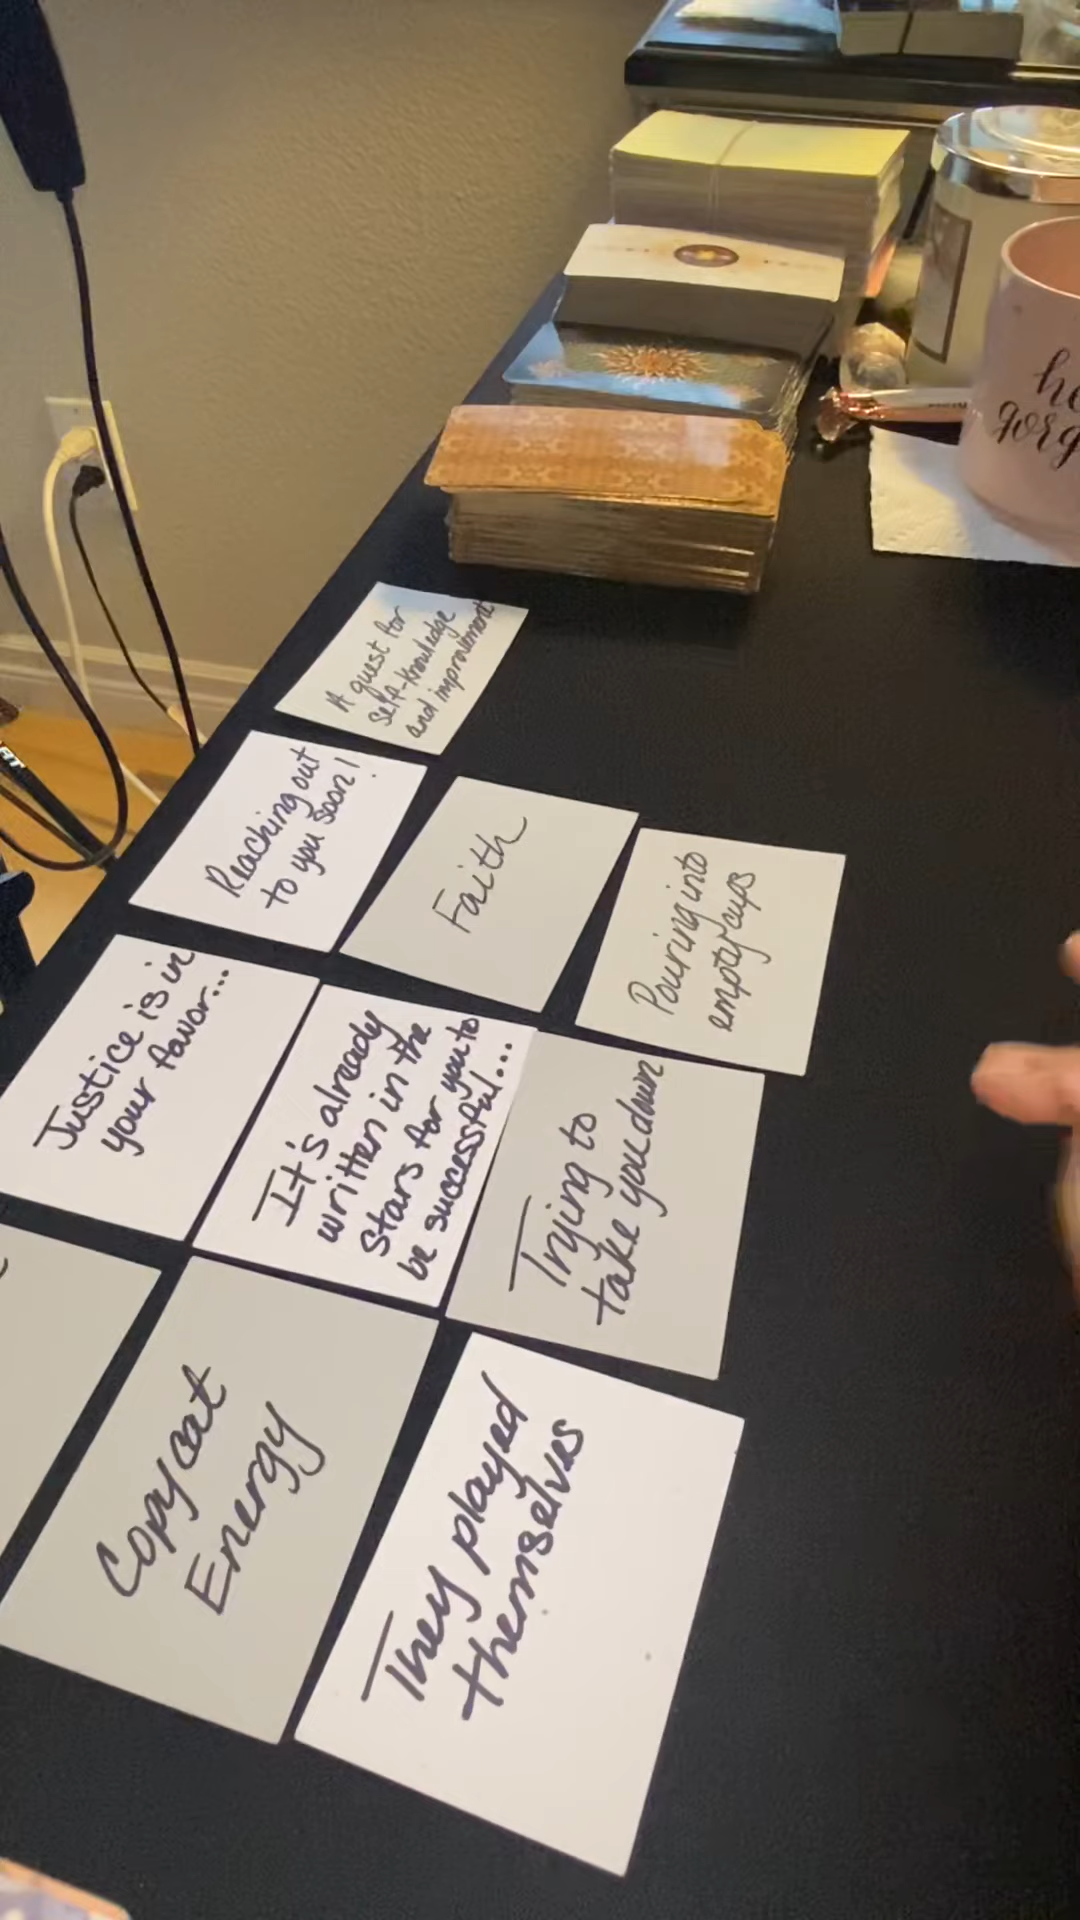 A quest for
Self-knowledge
and improvement
Reaching out
to you soon!
Faith
Pouring into
empty cups
Justice is in
your favor...
It's already
written in the
stars for you to
be successful...
Trying to
take you down
Copycat
Energy
They played
themselves